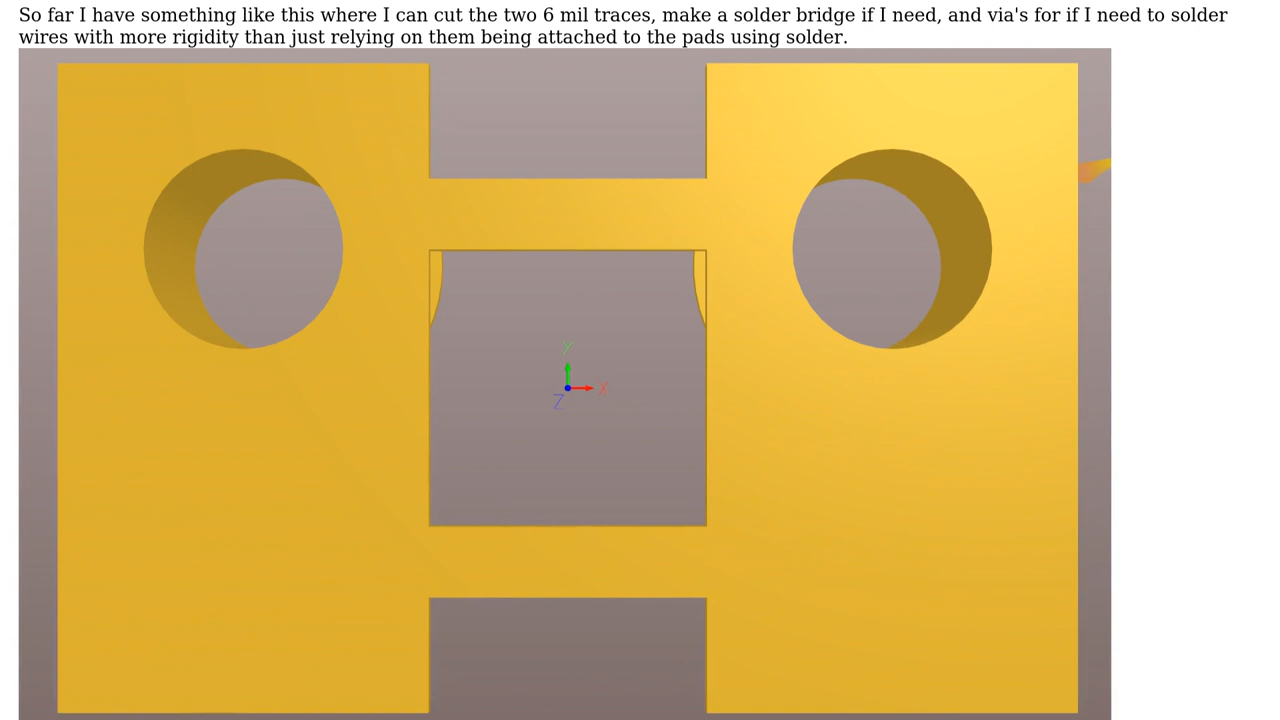 So far I have something like this where I can cut the two 6 mil traces, make a solder bridge if I need, and via's for if I need to solder
wires with more rigidity than just relying on them being attached to the pads using solder.
Y
X
Z